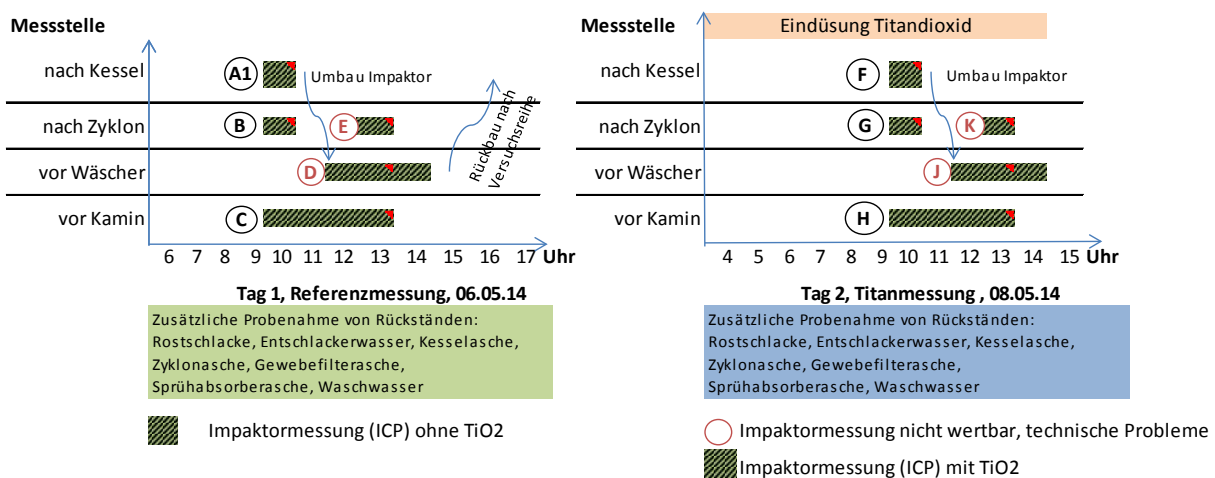 Messstelle
nach Kessel
A1
Umbau Impaktor
nach Zyklon
B
E
Rückbau nach
Versuchsreihe
vor Wäscher
D
vor Kamin
C
6 7 8 9 10 11 12 13 14 15 16 17 Uhr
Tag 1, Referenzmessung, 06.05.14
Zusätzliche Probenahme von Rückständen:
Rostschlacke, Entschlackerwasser, Kesselasche,
Zyklonasche, Gewebefilterasche,
Sprühabsorberasche, Waschwasser
Impaktormessung (ICP) ohne TiO2
Messstelle
Eindüsung Titandioxid
nach Kessel
F
Umbau Impaktor
nach Zyklon
G
K
vor Wäscher
J
vor Kamin
H
4 5 6 7 8 9 10 11 12 13 14 15 Uhr
Tag 2, Titanmessung , 08.05.14
Zusätzliche Probenahme von Rückständen:
Rostschlacke, Entschlackerwasser, Kesselasche,
Zyklonasche, Gewebefilterasche,
Sprühabsorberasche, Waschwasser
Impaktormessung nicht wertbar, technische Probleme
Impaktormessung (ICP) mit TiO2